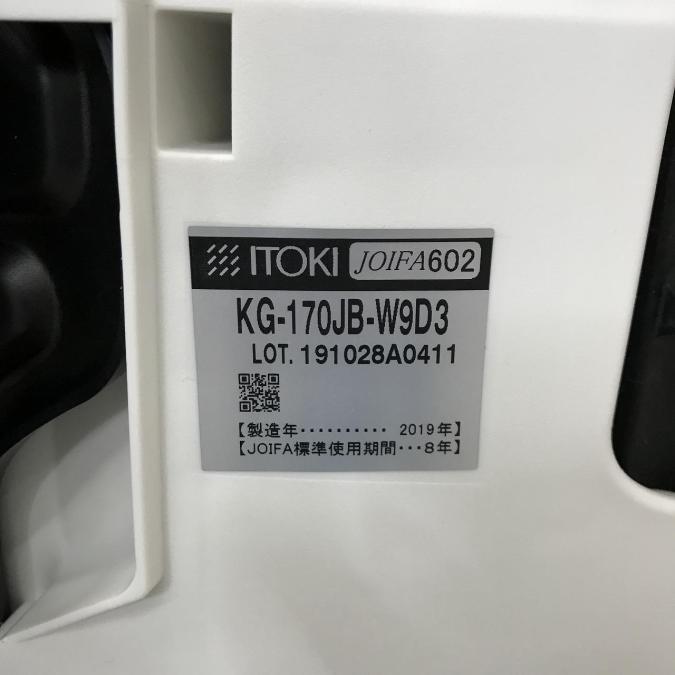 ITOKI JOIFA602
KG-170JB-W9D3
LOT. 191028A0411
【製造年・・・・・・・・・・ 2019年】
【JOIFA標準使用期間・・・8年】